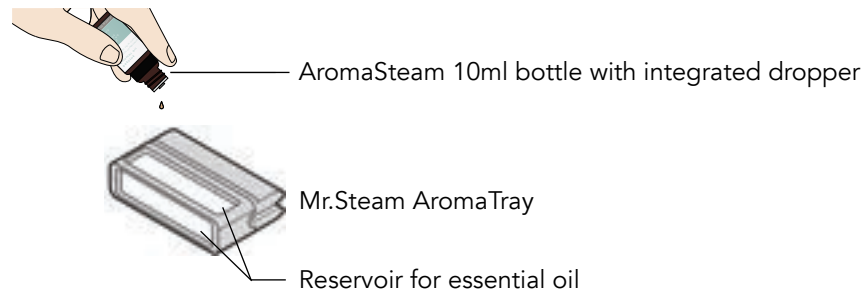 AromaSteam 10ml bottle with integrated dropper
Mr.Steam AromaTray
Reservoir for essential oil